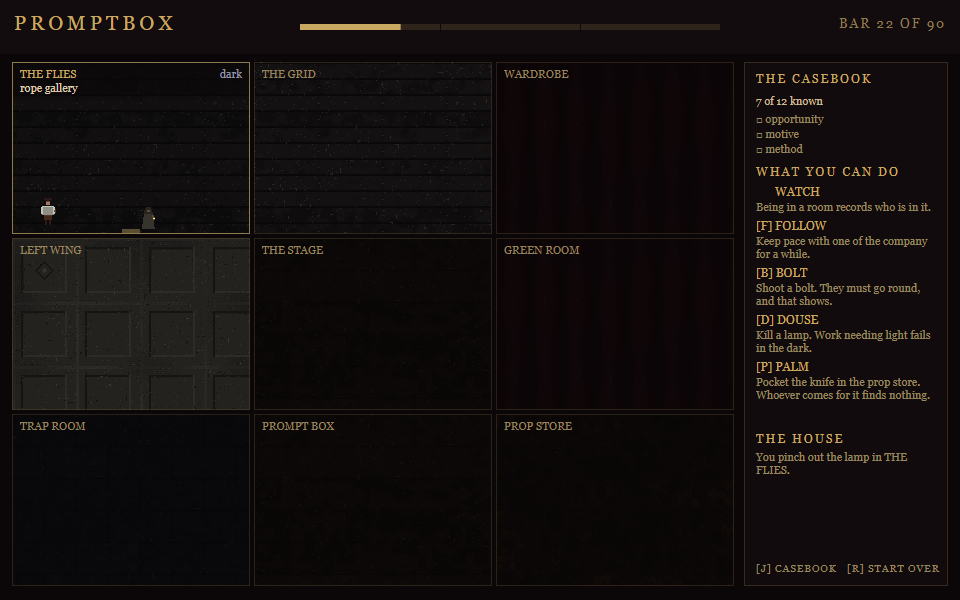 PROMPTBOX
BAR 22 OF 90
THE FLIES
dark
rope gallery
THE GRID
WARDROBE
LEFT WING
THE STAGE
GREEN ROOM
TRAP ROOM
PROMPT BOX
PROP STORE
THE CASEBOOK
7 of 12 known
opportunity
motive
method
WHAT YOU CAN DO
WATCH
Being in a room records who is in it.
[F] FOLLOW
Keep pace with one of the company
for a while.
[B] BOLT
Shoot a bolt. They must go round,
and that shows.
[D] DOUSE
Kill a lamp. Work needing light fails
in the dark.
[P] PALM
Pocket the knife in the prop store.
Whoever comes for it finds nothing.
THE HOUSE
You pinch out the lamp in THE
FLIES.
[J] CASEBOOK [R] START OVER